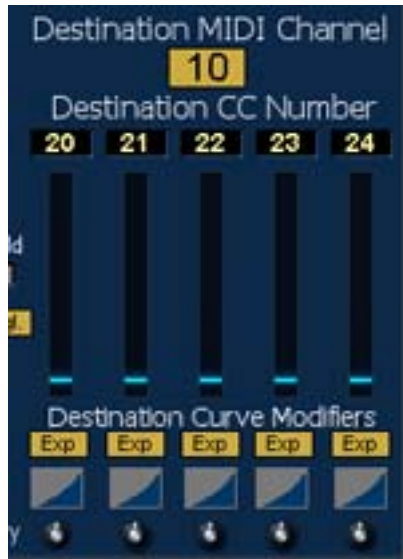 Destination MIDI Channel
10
Destination CC Number
20 21 22 23 24
Destination Curve Modifiers
Exp Exp Exp Exp Exp